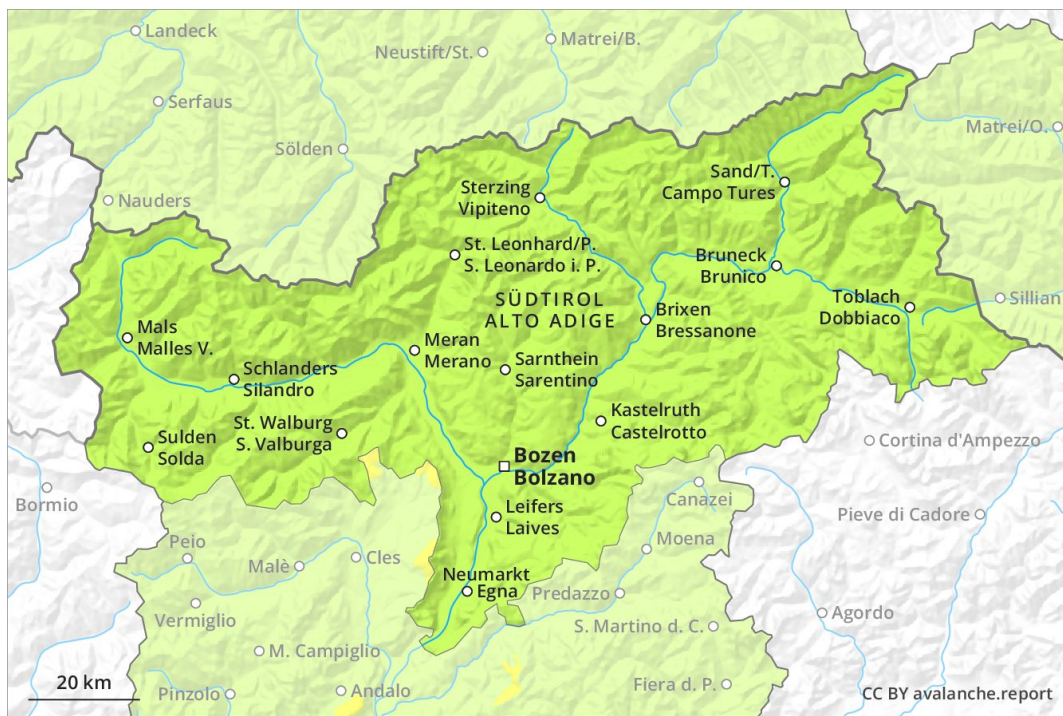 Landeck
Neustift/St.
Matrei/B.
Serfaus
Sölden
Matrei/O.
Nauders
Sterzing
Vipiteno
Sand/T.
Campo Tures
St. Leonhard/P.
S. Leonardo i. P.
Bruneck
Brunico
SÜDTIROL
ALTO ADIGE
Toblach
Dobbiaco
Sillian
Mals
Malles V.
Meran
Merano
Brixen
Bressanone
Schlanders
Silandro
Sarnthein
Sarentino
St. Walburg
S. Valburga
Kastelruth
Castelrotto
Sulden
Solda
Cortina d'Ampezzo
Bozen
Bolzano
Bormio
Canazei
Leifers
Laives
Pieve di Cadore
Peio
Malè
Cles
Moena
Neumarkt
Egna
Predazzo
Vermiglio
S. Martino d. C.
Agordo
M. Campiglio
20 km
Pinzolo
Andalo
Fiera d. P.
CC BY avalanche.report